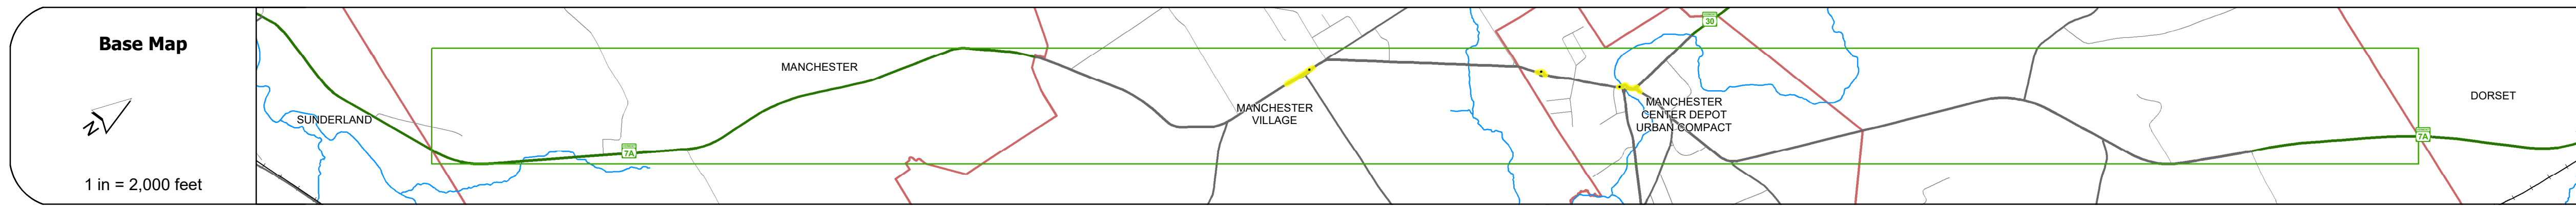 Base Map
N
1 in = 2,000 feet
SUNDERLAND
7A
MANCHESTER
MANCHESTER
VILLAGE
30
MANCHESTER
CENTER DEPOT
URBAN COMPACT
7A
DORSET